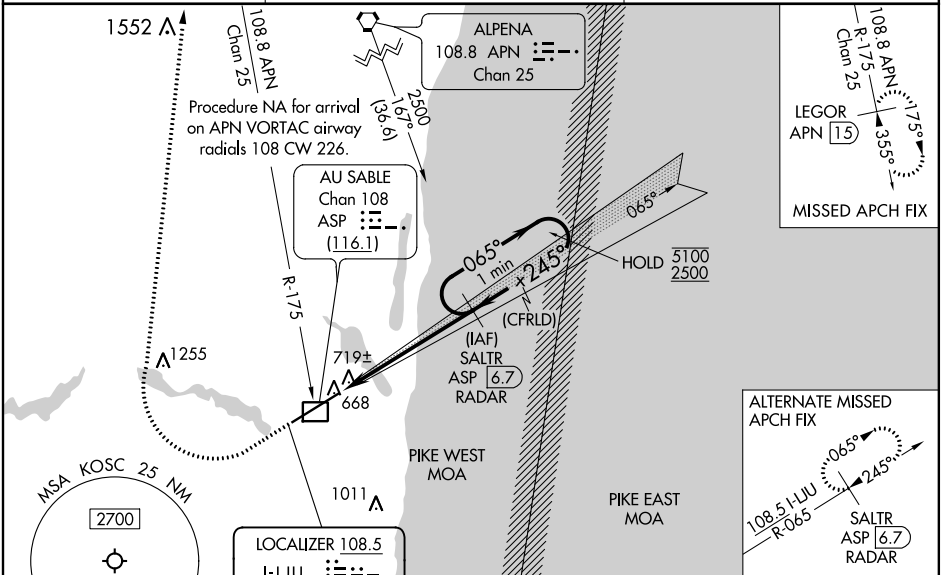 1552
108.8 APN
Chan 25
ALPENA
108.8 APN
Chan 25
2500
167°
(36.6)
Procedure NA for arrival
on APN VORTAC airway
radials 108 CW 226.
AU SABLE
Chan 108
ASP
(116.1)
R-175
108.8 APN
R-175
Chan 25
LEGOR
APN 15
175°
355°
MISSED APCH FIX
065°
065°
1 min
245°
HOLD
5100
2500
(CFRLD)
(IAF)
SALTR
ASP 6.7
RADAR
1255
719±
668
PIKE WEST
MOA
PIKE EAST
MOA
1011
MSA KOSC 25 NM
2700
LOCALIZER 108.5
I-LJU
ALTERNATE MISSED
APCH FIX
065°
245°
108.5 I-LJU
R-065
SALTR
ASP 6.7
RADAR